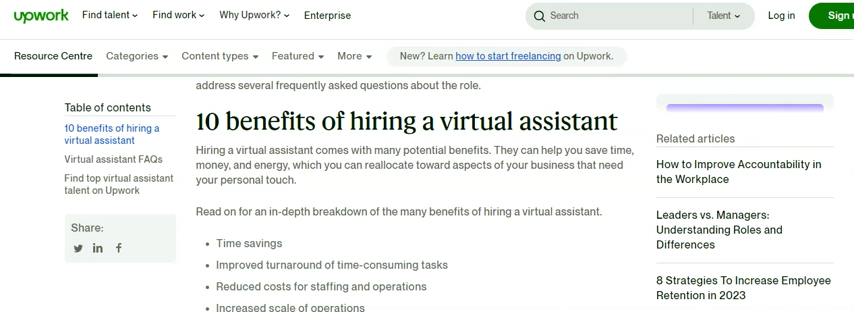 upwork Find talent Find work Why Upwork? Enterprise Search Talent Log in Sign
Resource Centre Categories Content types Featured More New? Learn how to start freelancing on Upwork.
address several frequently asked questions about the role.
Table of contents
10 benefits of hiring a
virtual assistant
Virtual assistant FAQs
Find top virtual assistant
talent on Upwork
Share:
10 benefits of hiring a virtual assistant
Hiring a virtual assistant comes with many potential benefits. They can help you save time,
money, and energy, which you can reallocate toward aspects of your business that need
your personal touch.
Read on for an in-depth breakdown of the many benefits of hiring a virtual assistant.
• Time savings
• Improved turnaround of time-consuming tasks
• Reduced costs for staffing and operations
• Increased scale of operations
Related articles
How to Improve Accountability in
the Workplace
Leaders vs. Managers:
Understanding Roles and
Differences
8 Strategies To Increase Employee
Retention in 2023